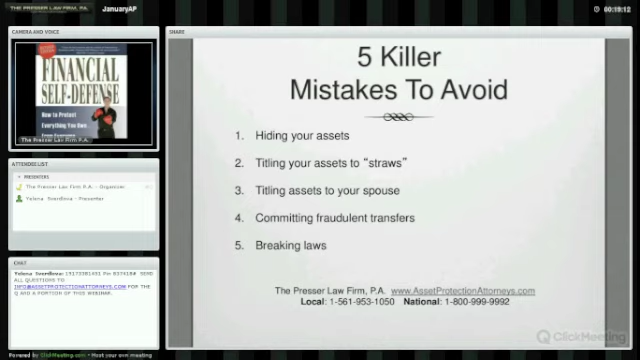 THE PRESSER LAW FIRM, P.A.
JanuaryAP
00:19:12
CAMERA AND VOICE
FINANCIAL
SELF-DEFENSE
How to Protect
Everything You Own
The Presser Law Firm P.A.
ATTENDEE LIST
PRESENTERS
The Presser Law Firm P.A. - Organizer
Yelena Sverdlova - Presenter
CHAT
ALL QUESTIONS TO
INFO@ASSETPROTECTIONATTORNEYS.COM FOR THE
Q AND A PORTION OF THIS WEBINAR.
SHARE
5 Killer
Mistakes To Avoid
1. Hiding your assets
2. Titling your assets to “straws”
3. Titling assets to your spouse
4. Committing fraudulent transfers
5. Breaking laws
The Presser Law Firm, P.A. www.AssetProtectionAttorneys.com
Local: 1-561-953-1050 National: 1-800-999-9992
ClickMeeting
Powered by ClickMeeting.com - Host your own meeting